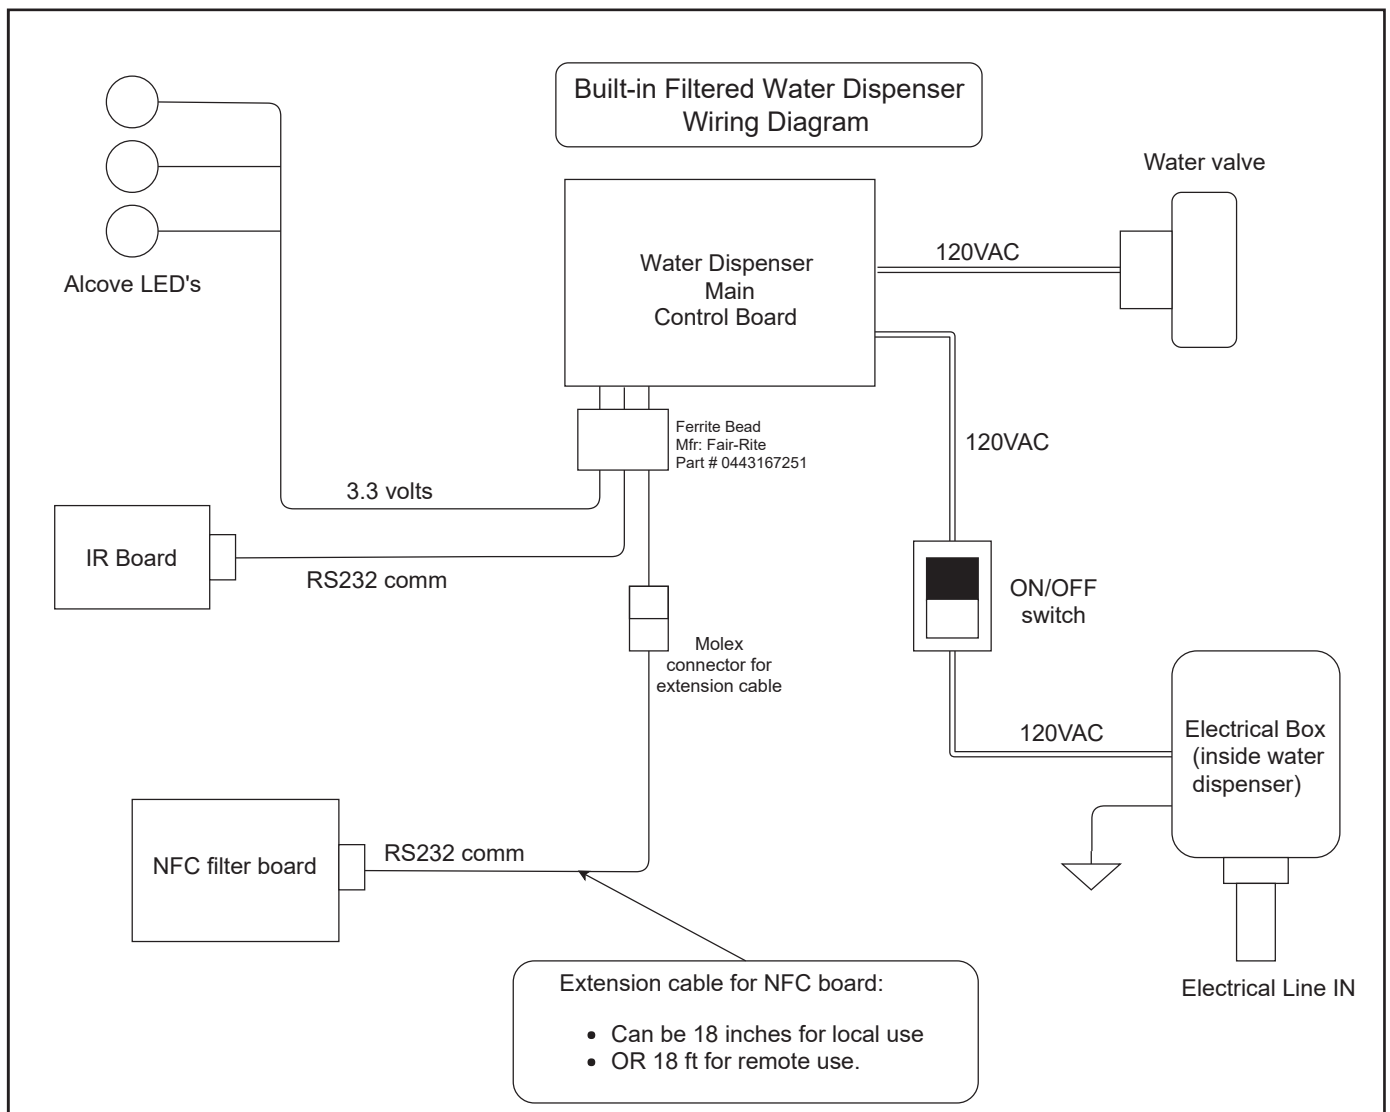 Built-in Filtered Water Dispenser
Wiring Diagram
Water valve
Alcove LED's
120VAC
Water Dispenser
Main
Control Board
Ferrite Bead
Mfr: Fair-Rite
Part # 0443167251
120VAC
3.3 volts
IR Board
RS232 comm
ON/OFF
switch
Molex
connector for
extension cable
120VAC
Electrical Box
(inside water
dispenser)
NFC filter board
RS232 comm
Extension cable for NFC board:
• Can be 18 inches for local use
• OR 18 ft for remote use.
Electrical Line IN